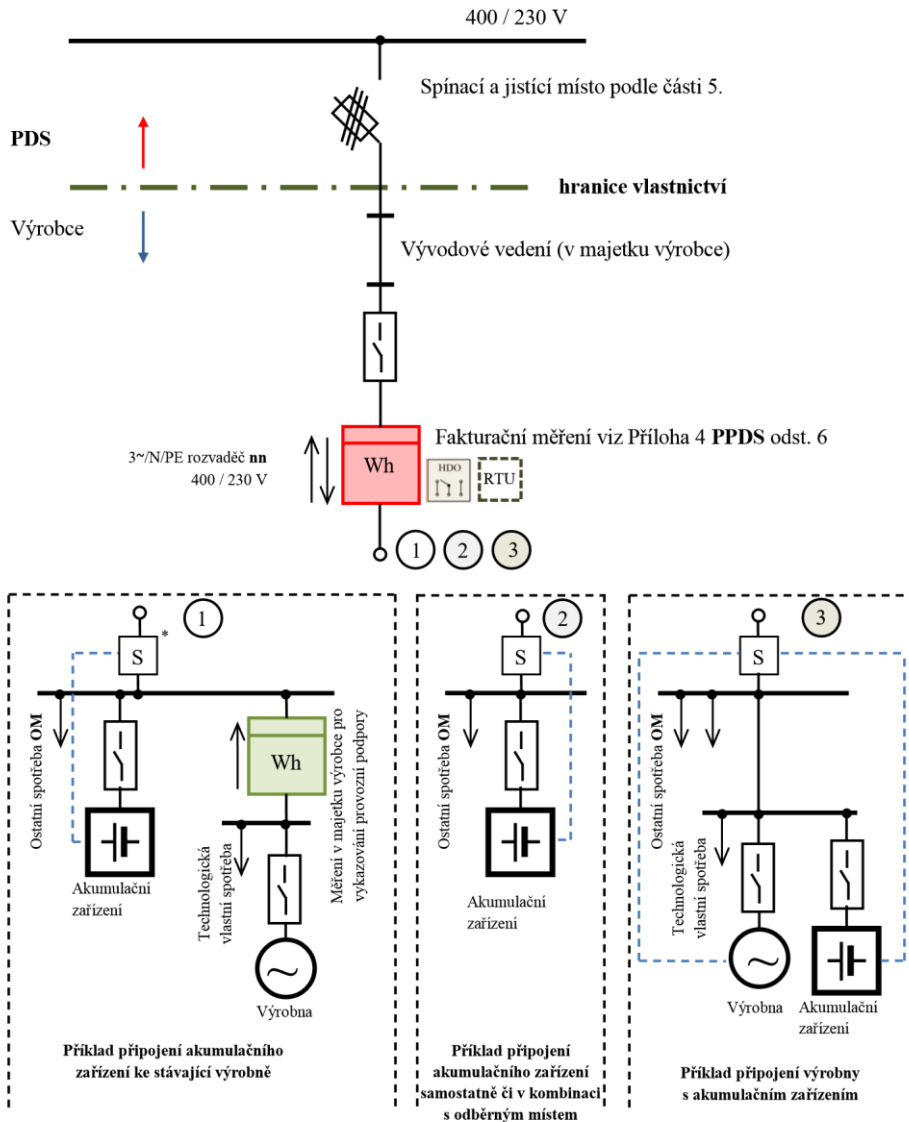 400 / 230 V
Spínací a jistící místo podle části 5.
PDS
hranice vlastnictví
Výrobce
Vývodové vedení (v majetku výrobce)
Fakturační měření viz Příloha 4 PPDS odst. 6
3~/N/PE rozvaděč nn
400 / 230 V
Wh
HDO
RTU
1
2
3
1
S
*
Ostatní spotřeba OM
Wh
Měření v majetku výrobce pro
vykazování provozní podpory
Akumulační
zařízení
Technologická
vlastní spotřeba
Výrobna
Příklad připojení akumulačního
zařízení ke stávající výrobně
2
S
Ostatní spotřeba OM
Akumulační
zařízení
Příklad připojení
akumulačního zařízení
samostatně či v kombinaci
s odběrným místem
3
S
Ostatní spotřeba OM
Technologická
vlastní spotřeba
Výrobna
Akumulační
zařízení
Příklad připojení výrobny
s akumulačním zařízením